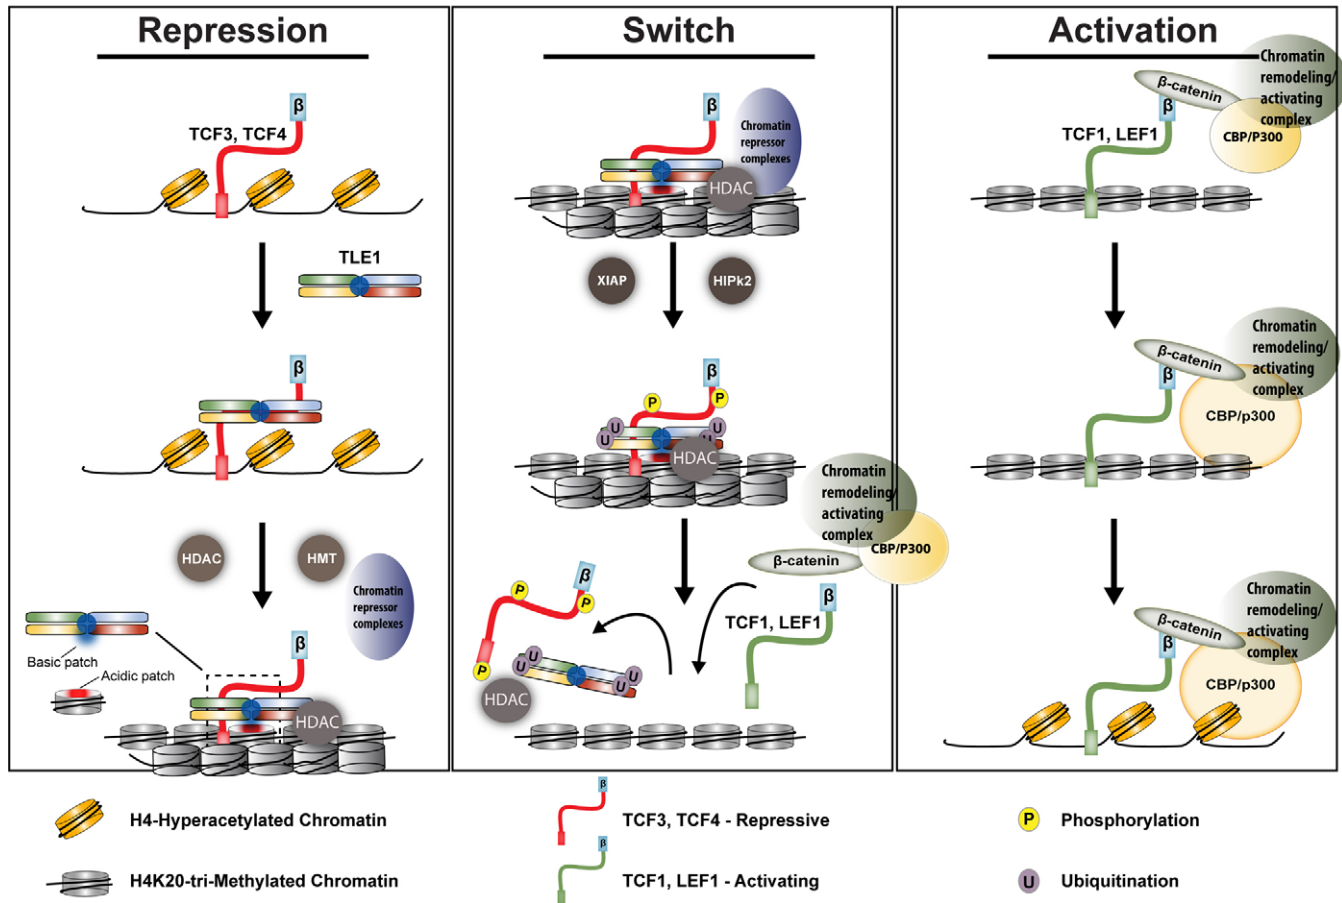 Repression
TCF3, TCF4
β
TLE1
β
HDAC
HMT
Chromatin
repressor
complexes
Basic patch
Acidic patch
β
HDAC
Switch
β
Chromatin
repressor
complexes
HDAC
XIAP
HIPk2
β
P
P
U
U
U
U
HDAC
Chromatin
remodeling/
activating
complex
CBP/P300
β-catenin
β
P
P
P
HDAC
U
U
U
U
TCF1, LEF1
β
Activation
Chromatin
remodeling/
activating
complex
β-catenin
β
CBP/P300
TCF1, LEF1
Chromatin
remodeling/
activating
complex
β-catenin
β
CBP/p300
Chromatin
remodeling/
activating
complex
β-catenin
β
CBP/p300
H4-Hyperacetylated Chromatin
H4K20-tri-Methylated Chromatin
β
TCF3, TCF4 - Repressive
β
TCF1, LEF1 - Activating
P
Phosphorylation
U
Ubiquitination